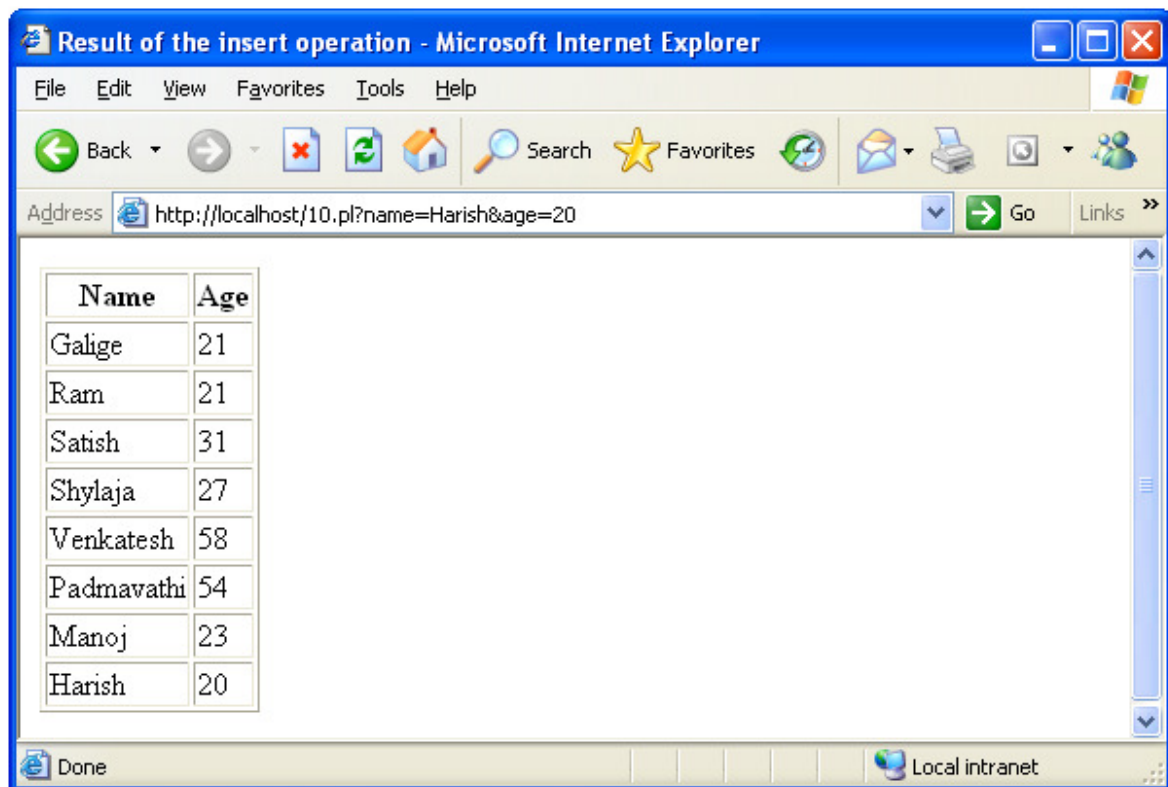 Result of the insert operation - Microsoft Internet Explorer
File Edit View Favorites Tools Help
Back Search Favorites
Address http://localhost/10.pl?name=Harish&age=20 Go Links »
Name Age
Galige 21
Ram 21
Satish 31
Shylaja 27
Venkatesh 58
Padmavathi 54
Manoj 23
Harish 20
Done Local intranet